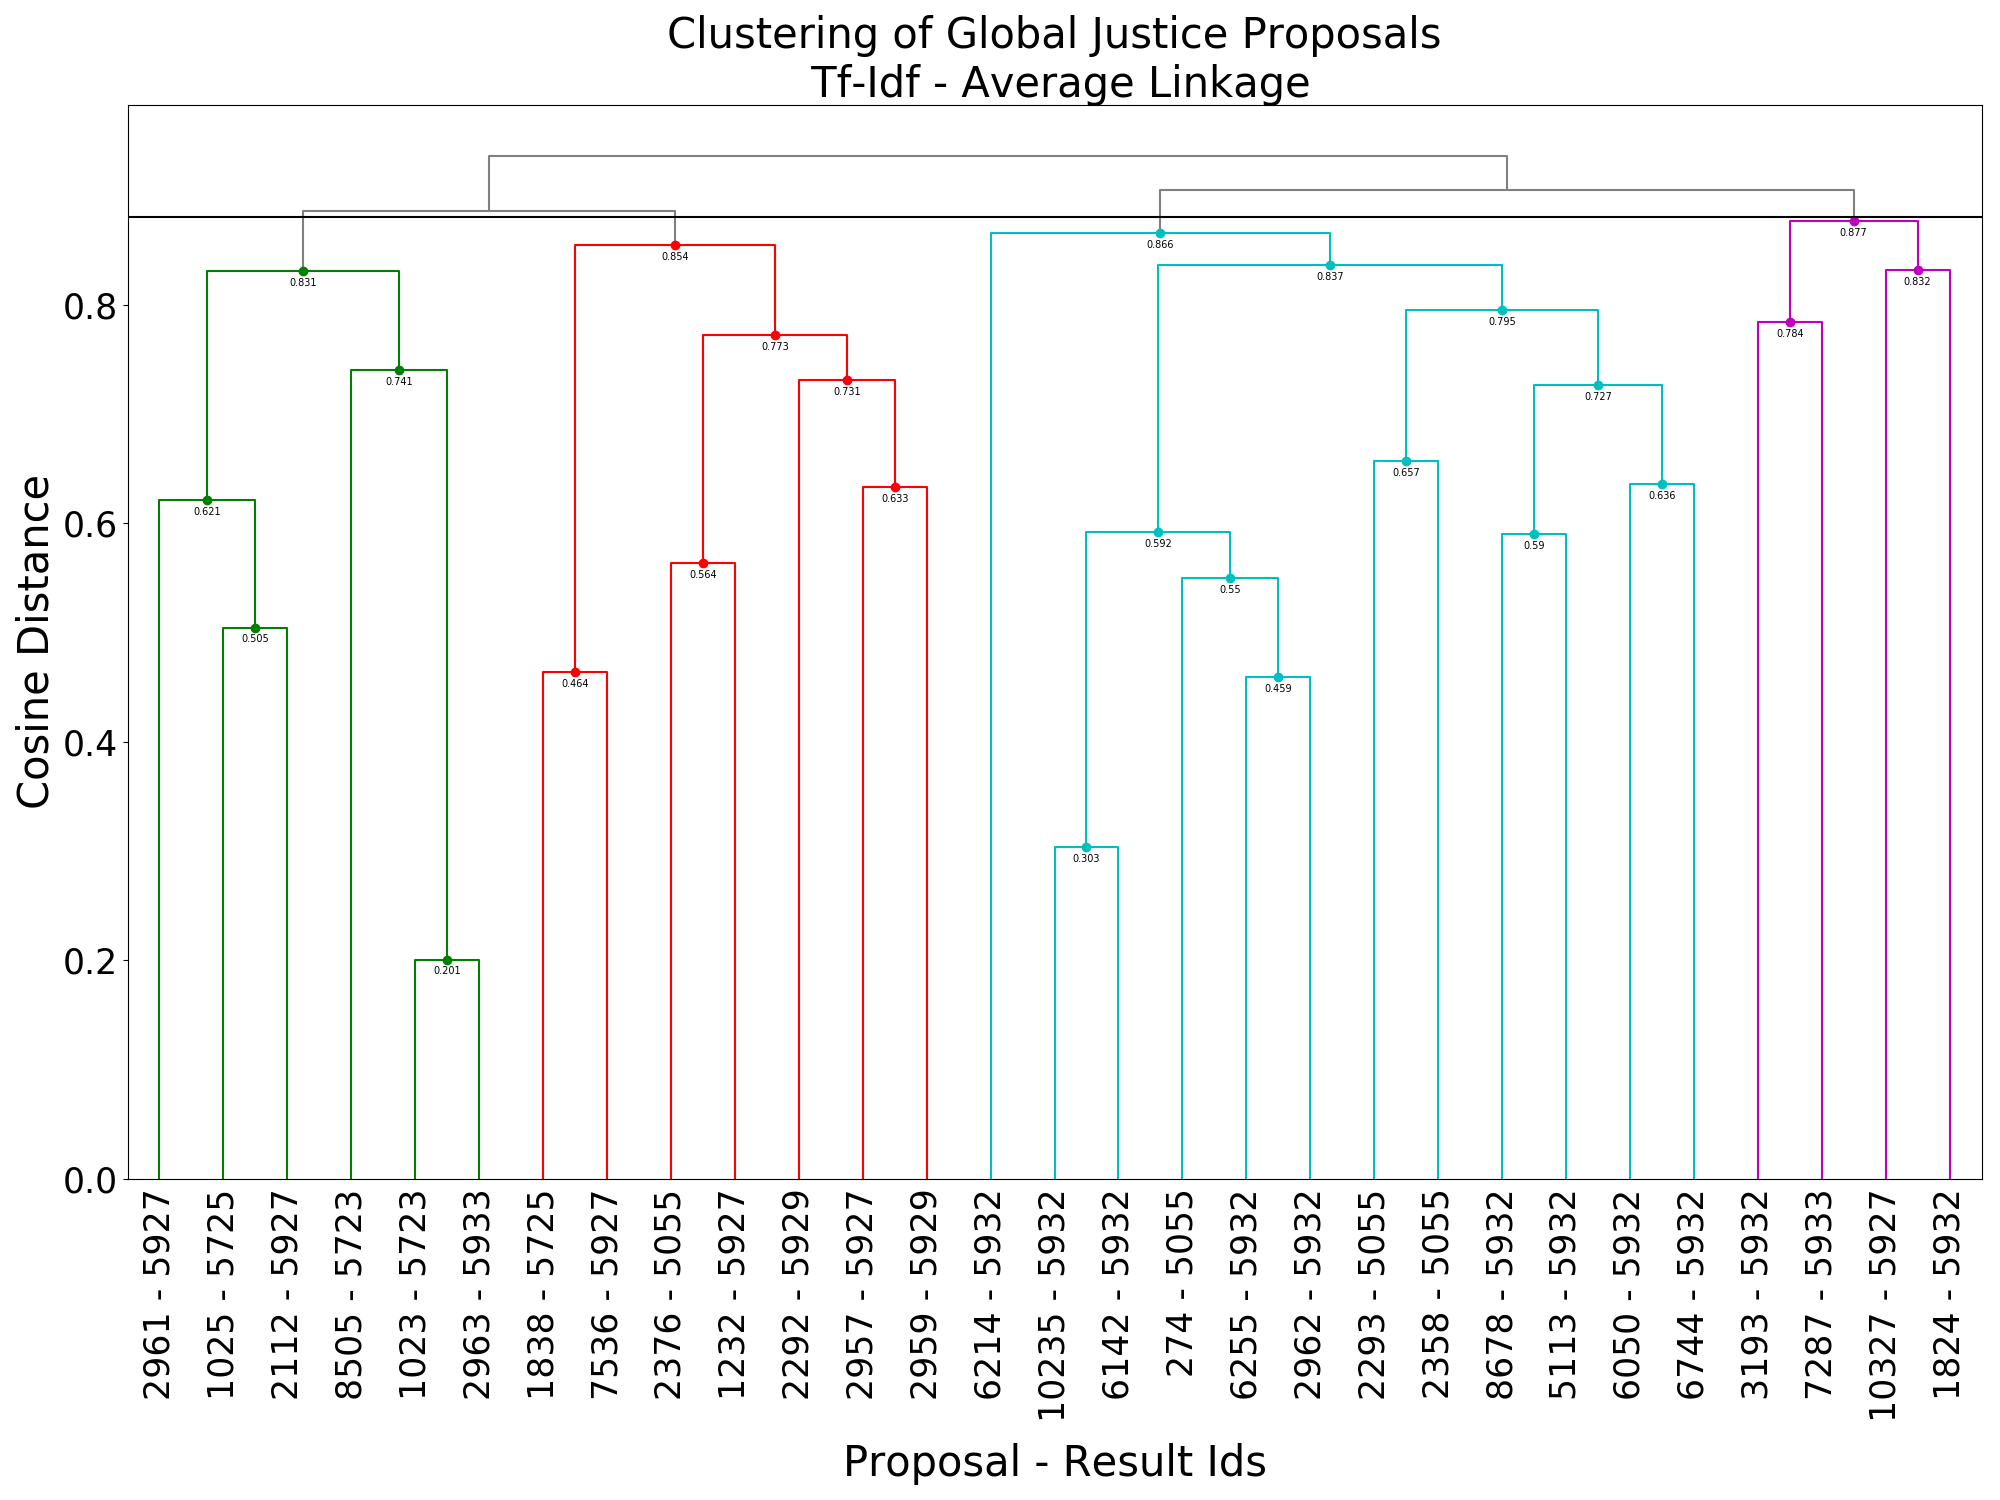 Clustering of Global Justice Proposals
Tf-Idf - Average Linkage
Cosine Distance
0.8
0.6
0.4
0.2
0.0
0.877
0.866
0.854
0.837
0.831
0.832
0.795
0.784
0.773
0.741
0.731
0.727
0.657
0.636
0.633
0.621
0.592
0.59
0.564
0.55
0.505
0.464
0.459
0.303
0.201
2961 - 5927
1025 - 5725
2112 - 5927
8505 - 5723
1023 - 5723
2963 - 5933
1838 - 5725
7536 - 5927
2376 - 5055
1232 - 5927
2292 - 5929
2957 - 5927
2959 - 5929
6214 - 5932
10235 - 5932
6142 - 5932
274 - 5055
6255 - 5932
2962 - 5932
2293 - 5055
2358 - 5055
8678 - 5932
5113 - 5932
6050 - 5932
6744 - 5932
3193 - 5932
7287 - 5933
10327 - 5927
1824 - 5932
Proposal - Result Ids